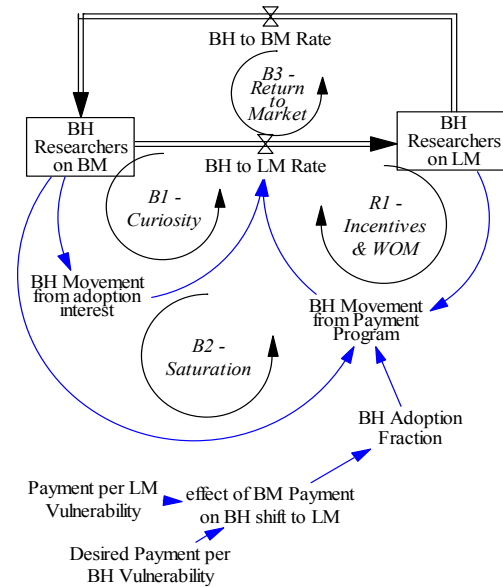 BH to BM Rate
B3 -
Return
to
Market
BH
Researchers
on BM
BH
Researchers
on LM
BH to LM Rate
B1 -
Curiosity
R1 -
Incentives
& WOM
BH Movement
from adoption
interest
BH Movement
from Payment
Program
B2 -
Saturation
BH Adoption
Fraction
Payment per LM
Vulnerability
effect of BM Payment
on BH shift to LM
Desired Payment per
BH Vulnerability